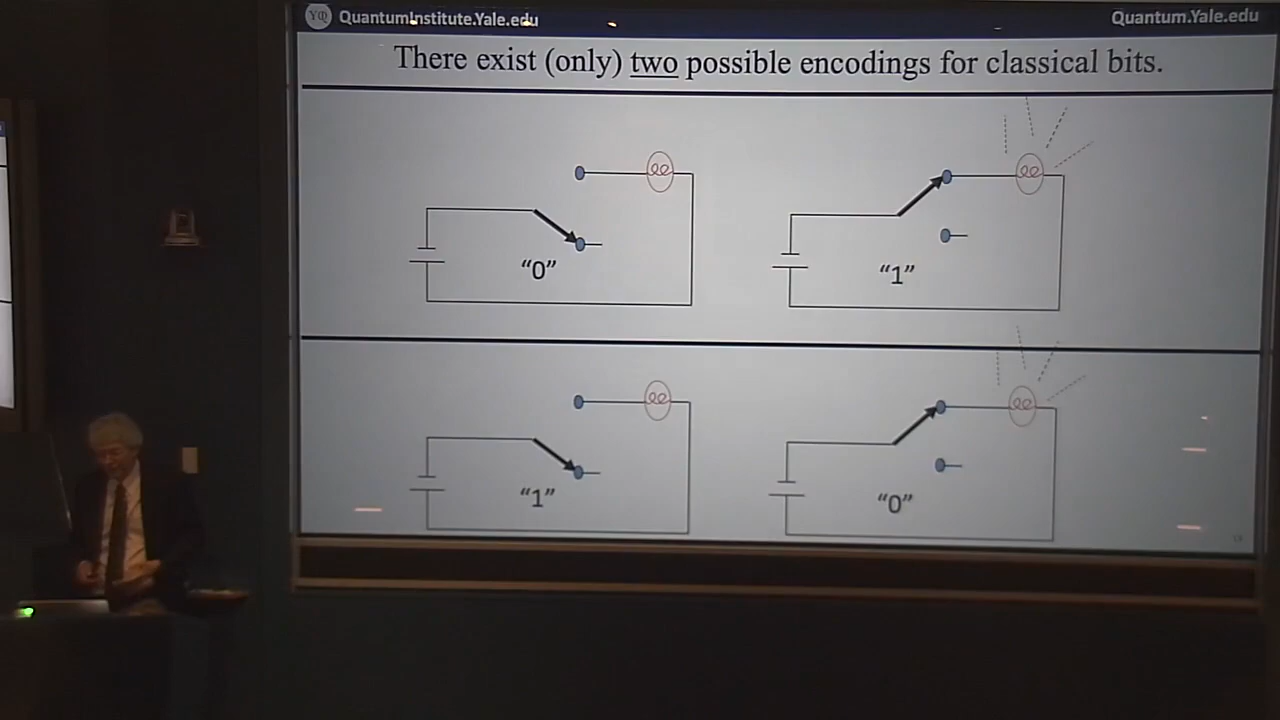 YΦ QuantumInstitute.Yale.edu
Quantum.Yale.edu
There exist (only) two possible encodings for classical bits.
“0”
“1”
“1”
“0”